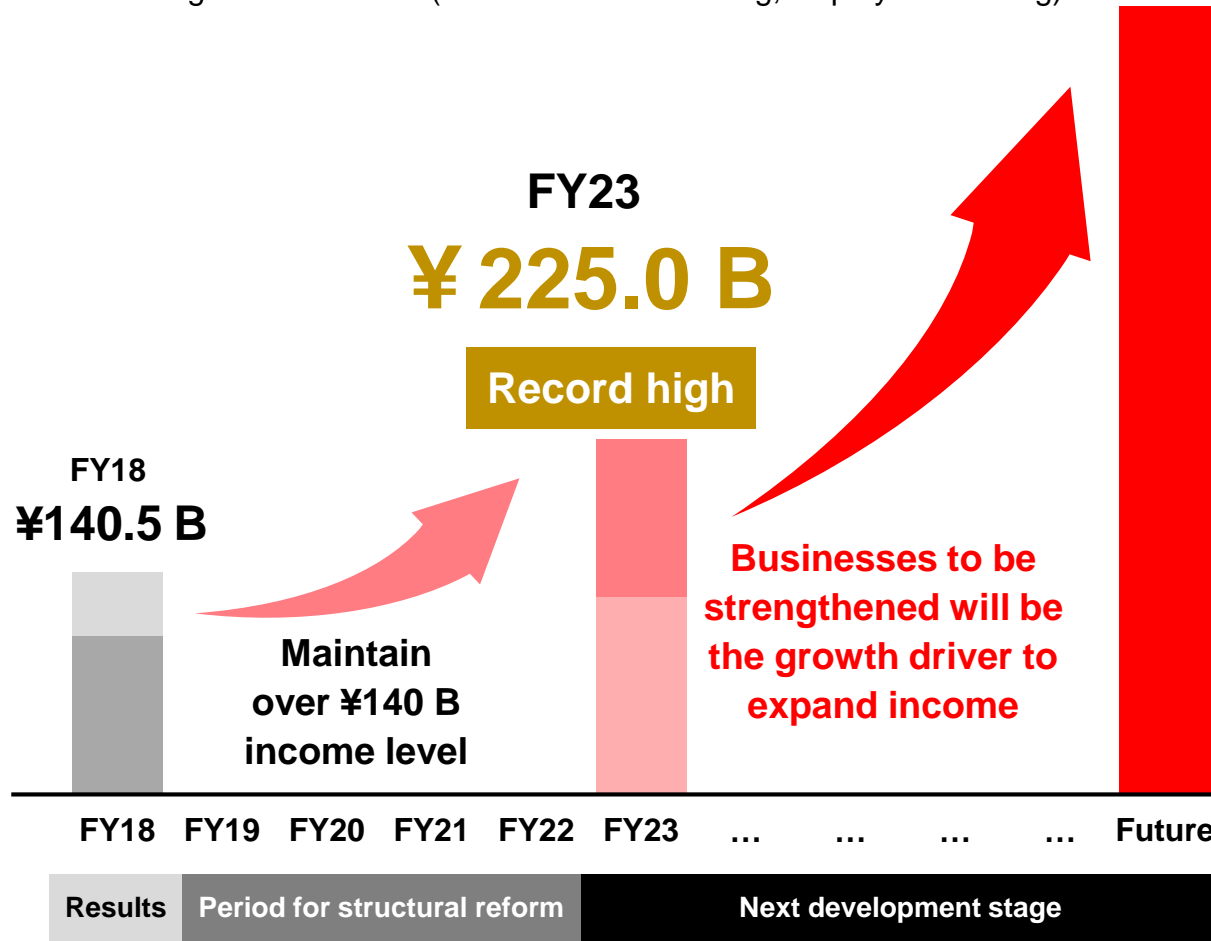 FY23
¥ 225.0 B
Record high
FY18
¥140.5 B
Businesses to be
strengthened will be
the growth driver to
expand income
Maintain
over ¥140 B
income level
FY18 FY19 FY20 FY21 FY22 FY23 … … … … Future
Results Period for structural reform Next development stage